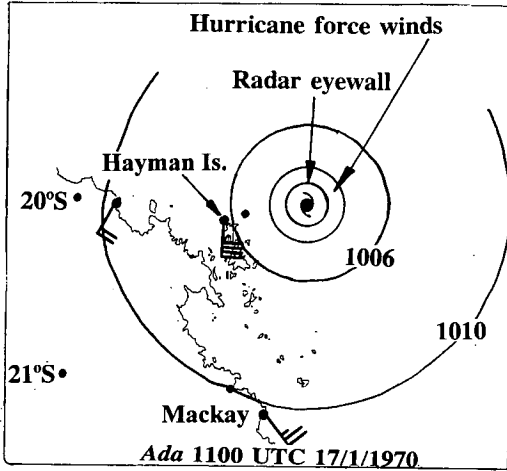 Hurricane force winds
Radar eyewall
Hayman Is.
20°S
1006
1010
21°S
Mackay
Ada 1100 UTC 17/1/1970